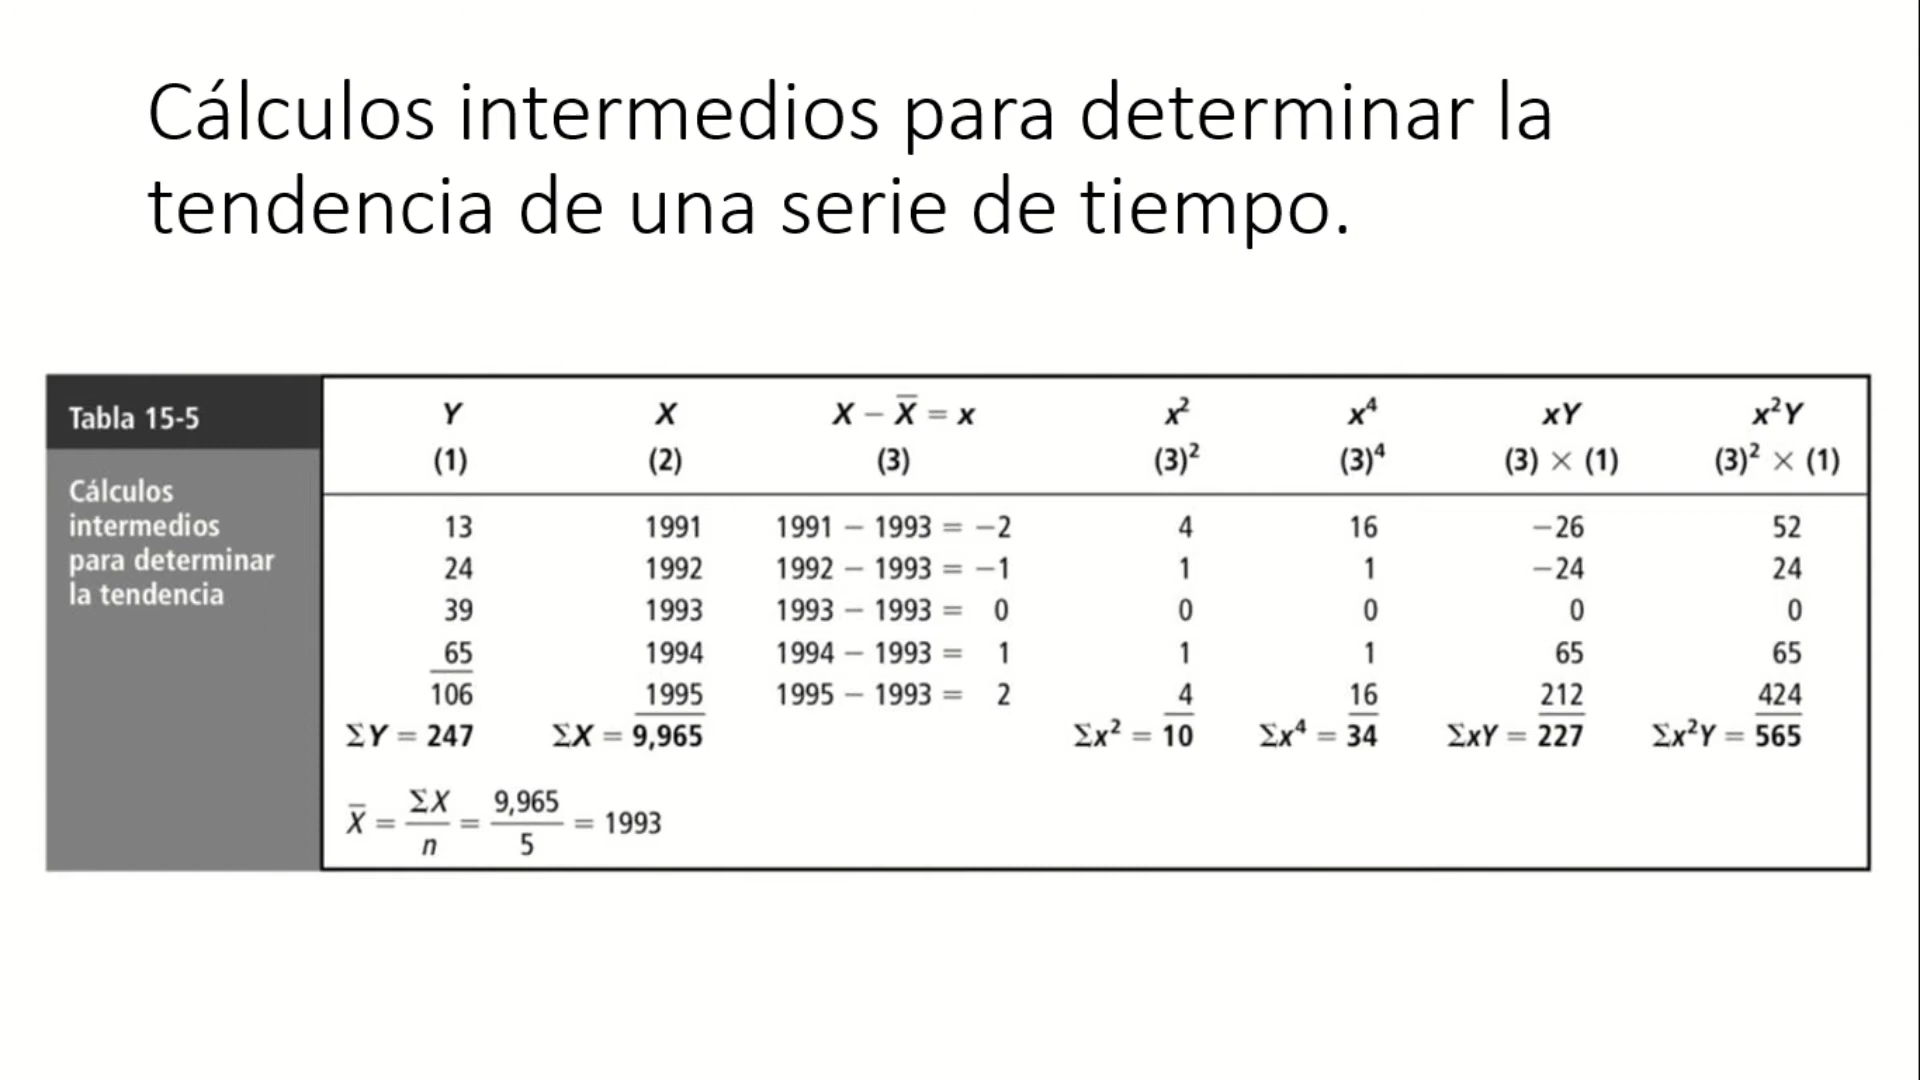 Cálculos intermedios para determinar la
tendencia de una serie de tiempo.
Tabla 15-5
Cálculos
intermedios
para determinar
la tendencia
Y X X − X̅ = x x² x⁴ xY x²Y
(1) (2) (3) (3)² (3)⁴ (3) × (1) (3)² × (1)
13 1991 1991 − 1993 = −2 4 16 −26 52
24 1992 1992 − 1993 = −1 1 1 −24 24
39 1993 1993 − 1993 = 0 0 0 0 0
65 1994 1994 − 1993 = 1 1 1 65 65
106 1995 1995 − 1993 = 2 4 16 212 424
ΣY = 247 ΣX = 9,965 Σx² = 10 Σx⁴ = 34 ΣxY = 227 Σx²Y = 565
X̅ = ΣX/n = 9,965/5 = 1993